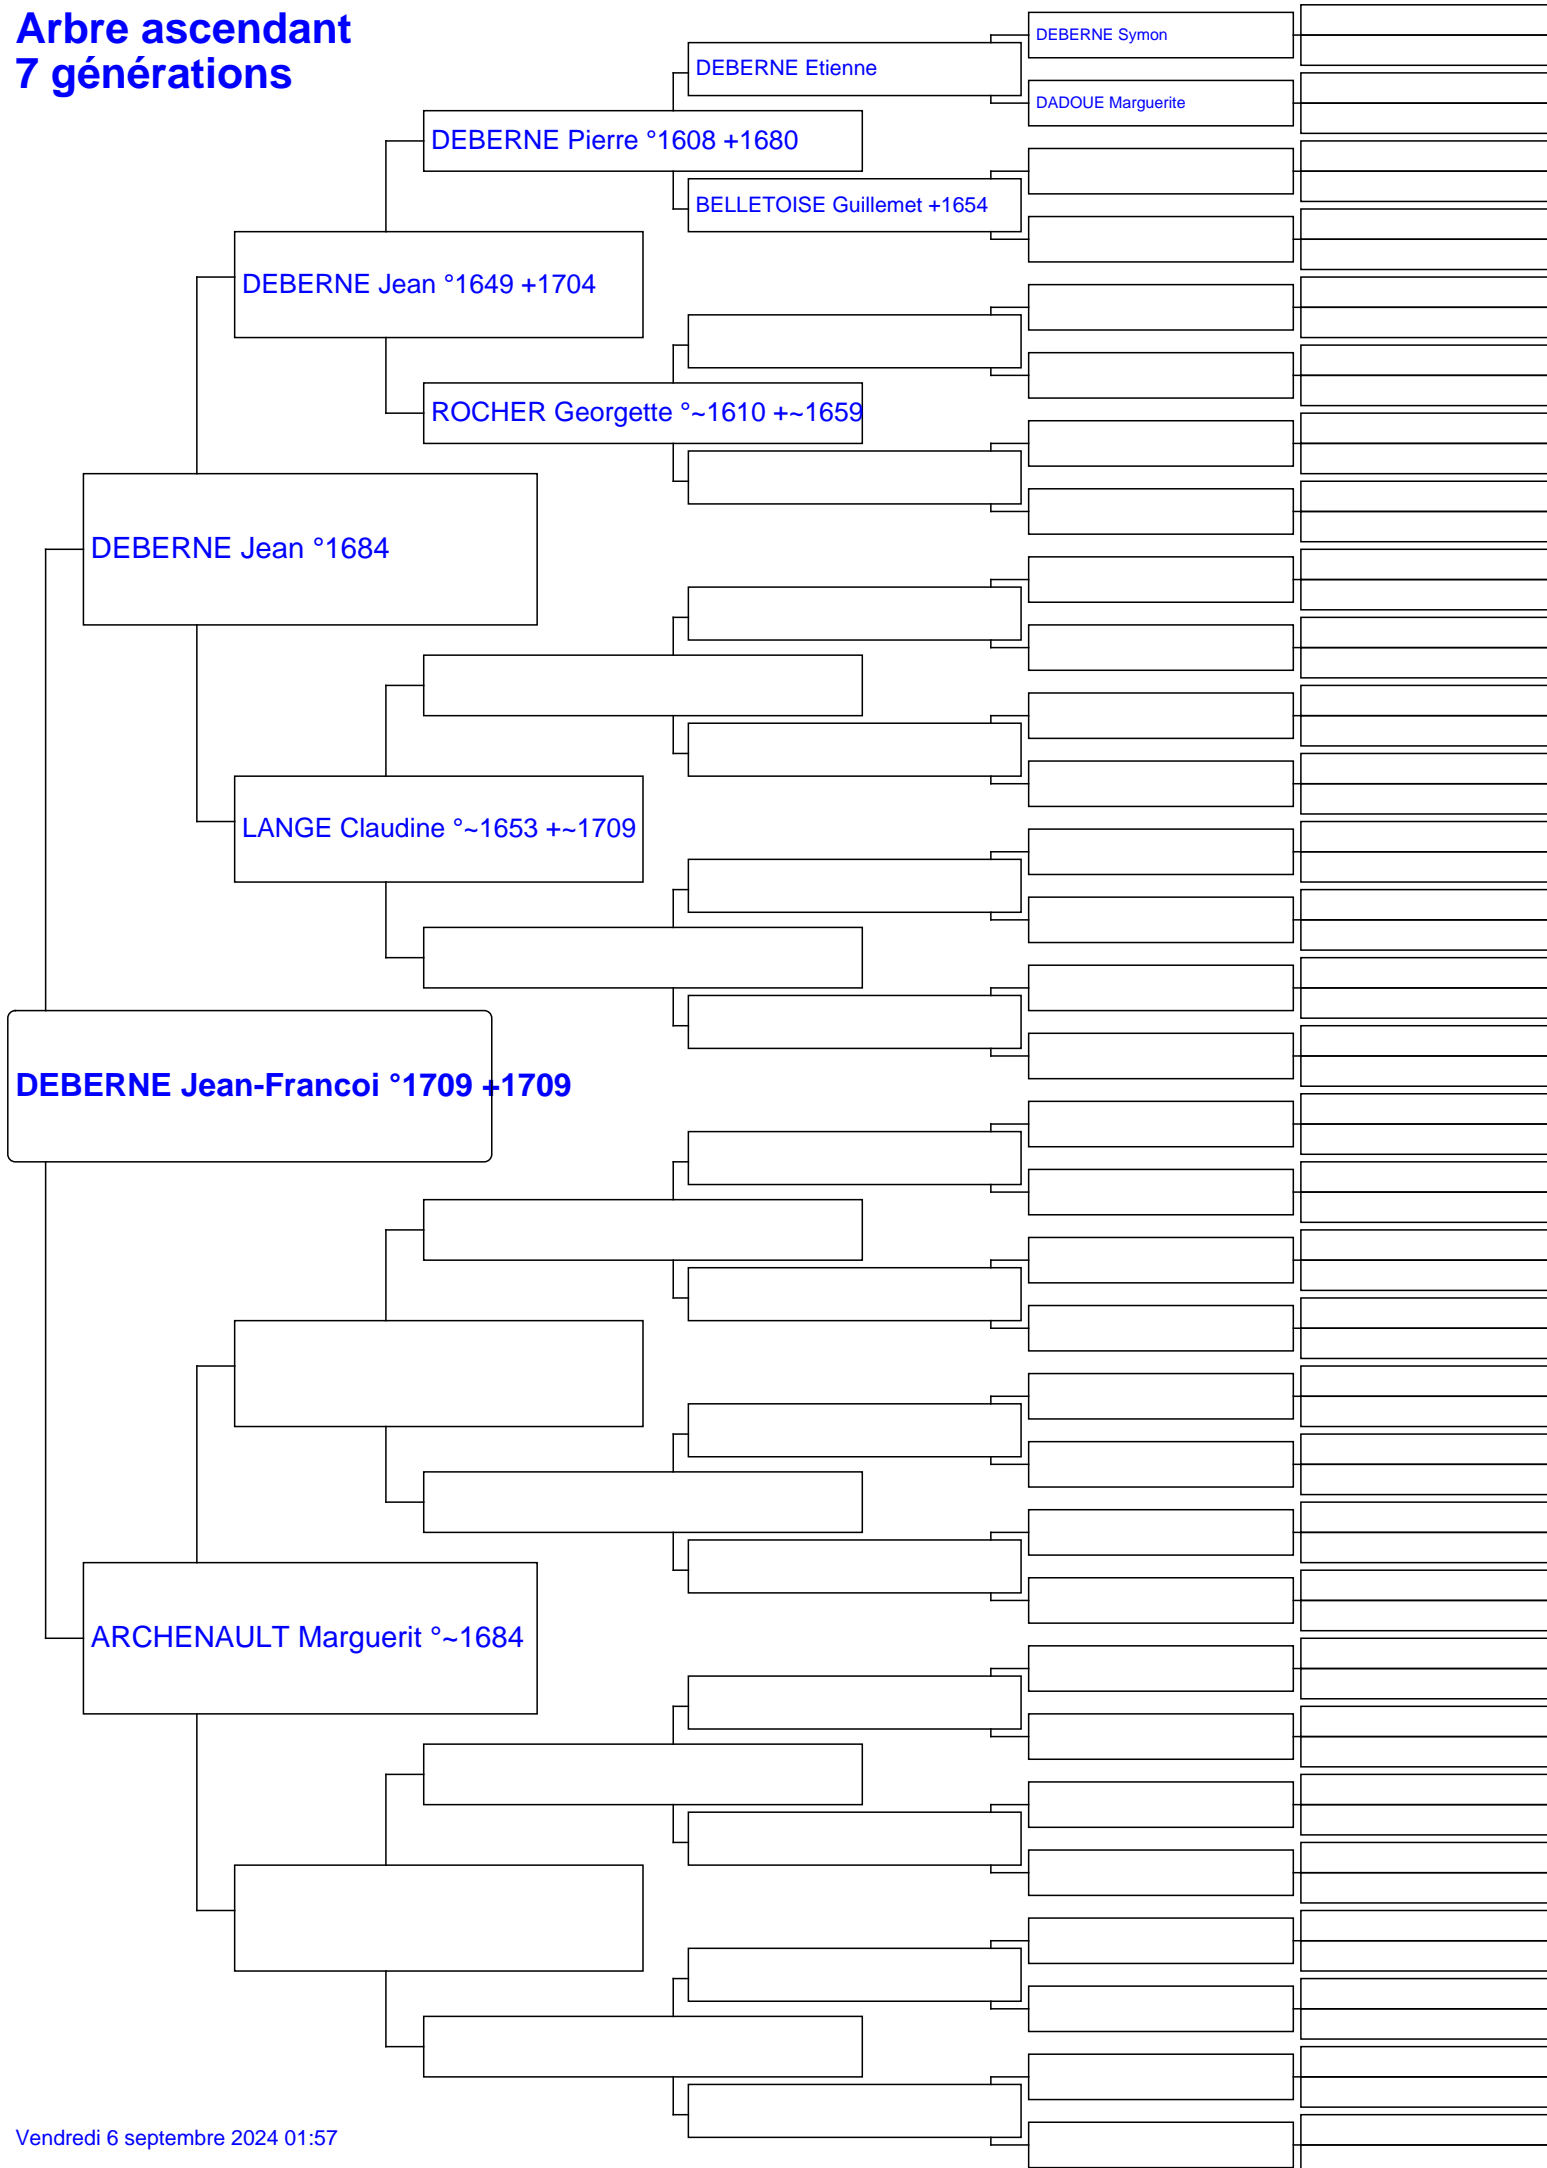 Arbre ascendant
7 générations
DEBERNE Symon
DEBERNE Etienne
DADOUE Marguerite
DEBERNE Pierre °1608 +1680
BELLETOISE Guillemet +1654
DEBERNE Jean °1649 +1704
ROCHER Georgette °~1610 +~1659
DEBERNE Jean °1684
LANGE Claudine °~1653 +~1709
DEBERNE Jean-Francoi °1709 +1709
ARCHENAULT Marguerit °~1684
Vendredi 6 septembre 2024 01:57